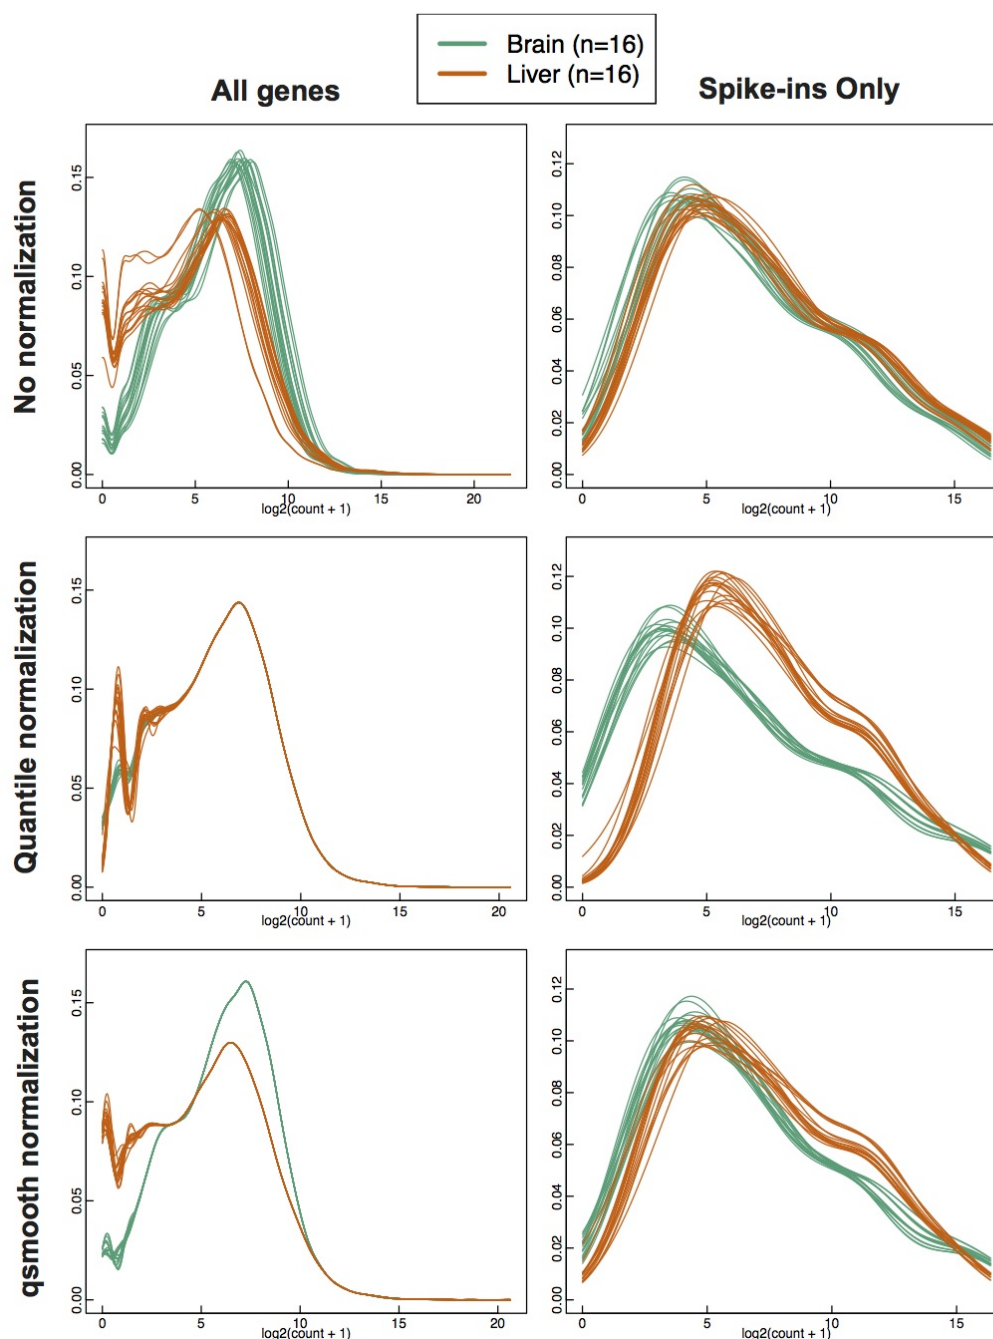 Brain (n=16)
Liver (n=16)
All genes
Spike-ins Only
No normalization
0.00 0.05 0.10 0.15
0 5 10 15 20
log2(count + 1)
0.00 0.02 0.04 0.06 0.08 0.10 0.12
0 5 10 15
log2(count + 1)
Quantile normalization
0.00 0.05 0.10 0.15
0 5 10 15 20
log2(count + 1)
0.00 0.02 0.04 0.06 0.08 0.10 0.12
0 5 10 15
log2(count + 1)
qsmooth normalization
0.00 0.05 0.10 0.15
0 5 10 15 20
log2(count + 1)
0.00 0.02 0.04 0.06 0.08 0.10 0.12
0 5 10 15
log2(count + 1)